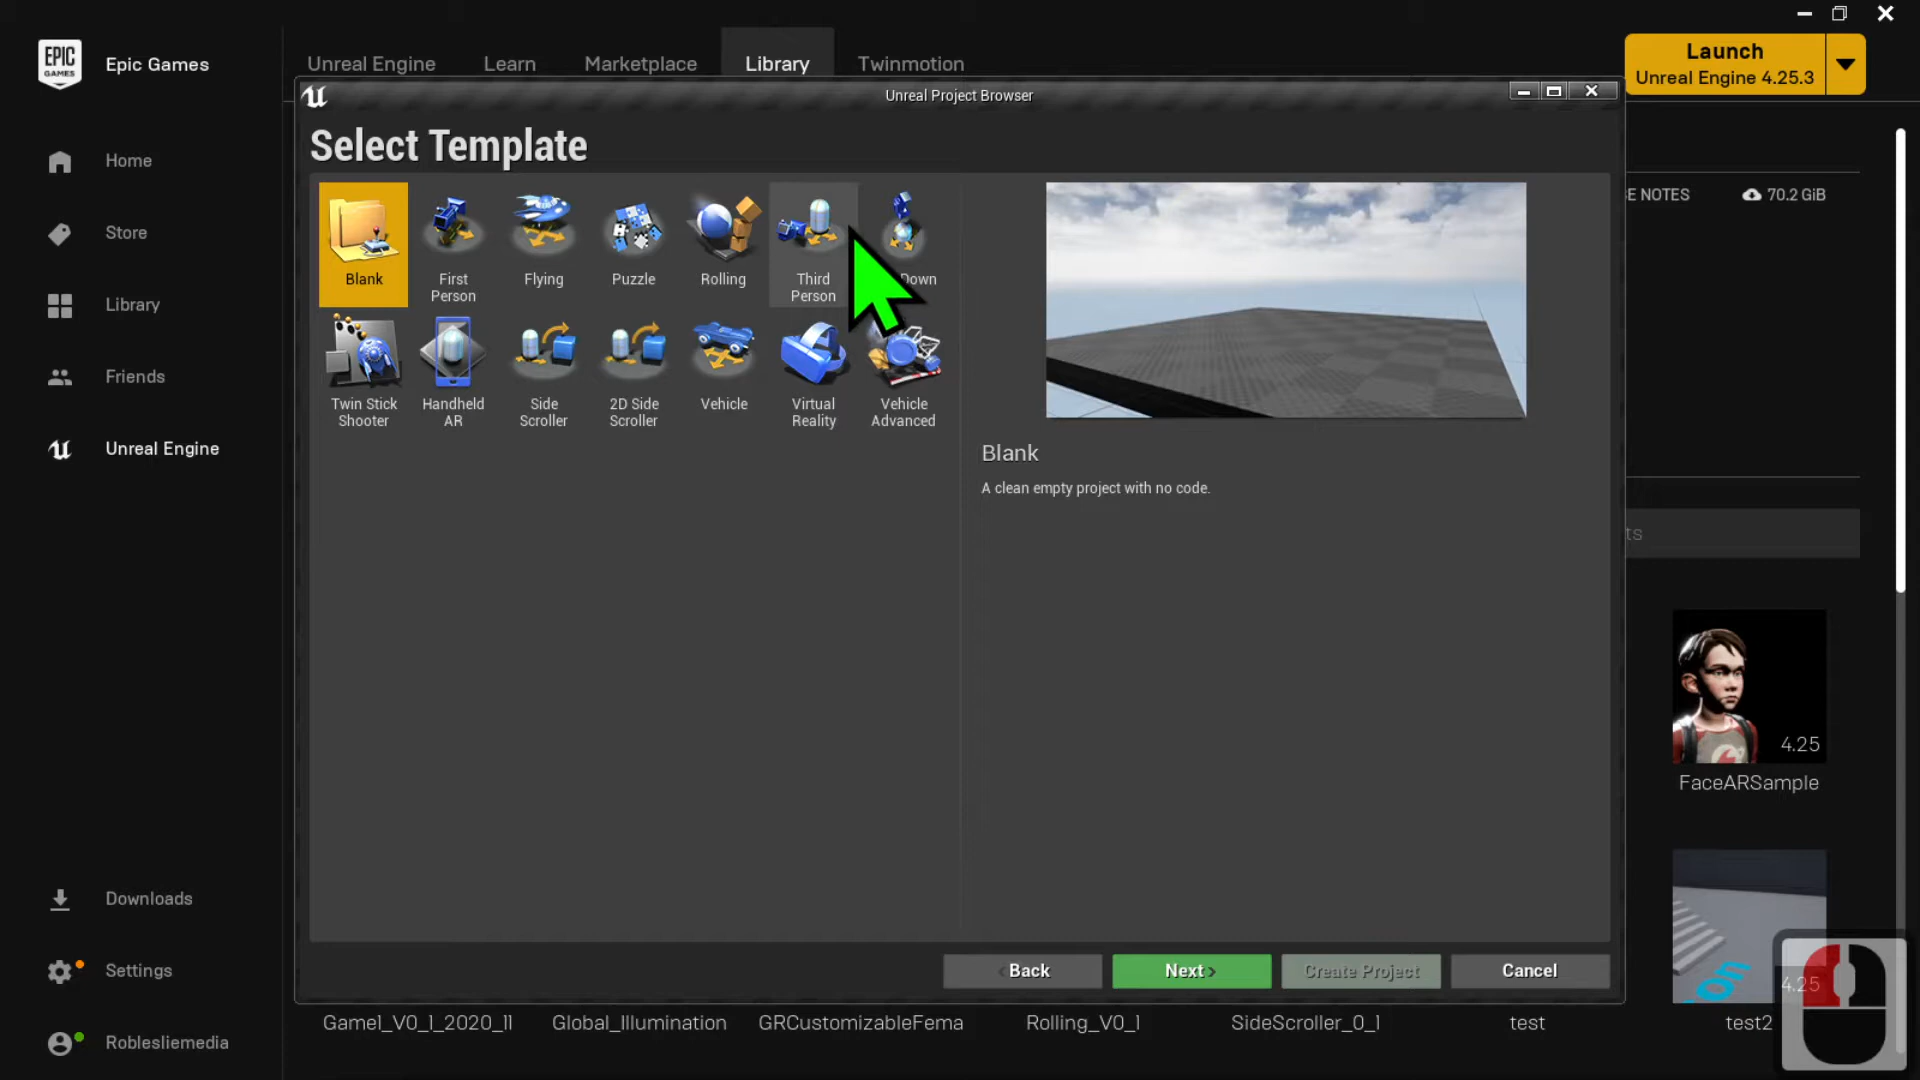 EPIC
GAMES
Epic Games
Unreal Engine
Learn
Marketplace
Library
Twinmotion
Launch
Unreal Engine 4.25.3
Unreal Project Browser
Select Template
Home
Store
Library
Friends
Unreal Engine
Downloads
Settings
Roblesliemedia
Blank
First
Person
Flying
Puzzle
Rolling
Third
Person
Down
Twin Stick
Shooter
Handheld
AR
Side
Scroller
2D Side
Scroller
Vehicle
Virtual
Reality
Vehicle
Advanced
Blank
A clean empty project with no code.
E NOTES
70.2 GiB
ts
4.25
FaceARSample
4.25
< Back
Next >
Create Project
Cancel
Game1_V0_1_2020_11
Global_Illumination
GRCustomizableFema
Rolling_V0_1
SideScroller_0_1
test
test2